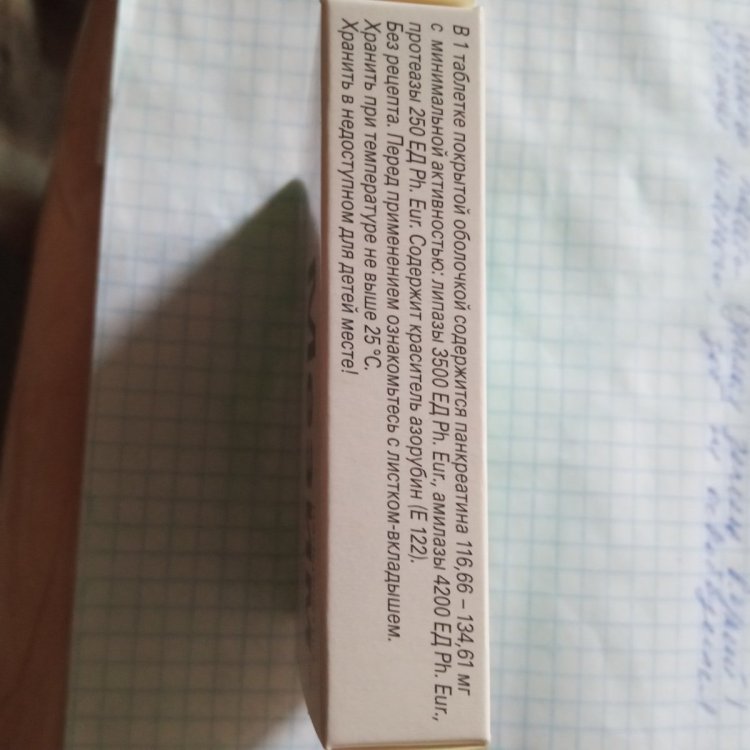 В 1 таблетке покрытой оболочкой содержится панкреатина 116,66 – 134,61 мг
с минимальной активностью: липазы 3500 ЕД Ph. Eur., амилазы 4200 ЕД Ph. Eur.,
протеазы 250 ЕД Ph. Eur. Содержит краситель азорубин (Е 122).
Без рецепта. Перед применением ознакомьтесь с листком-вкладышем.
Хранить при температуре не выше 25 °С.
Хранить в недоступном для детей месте!